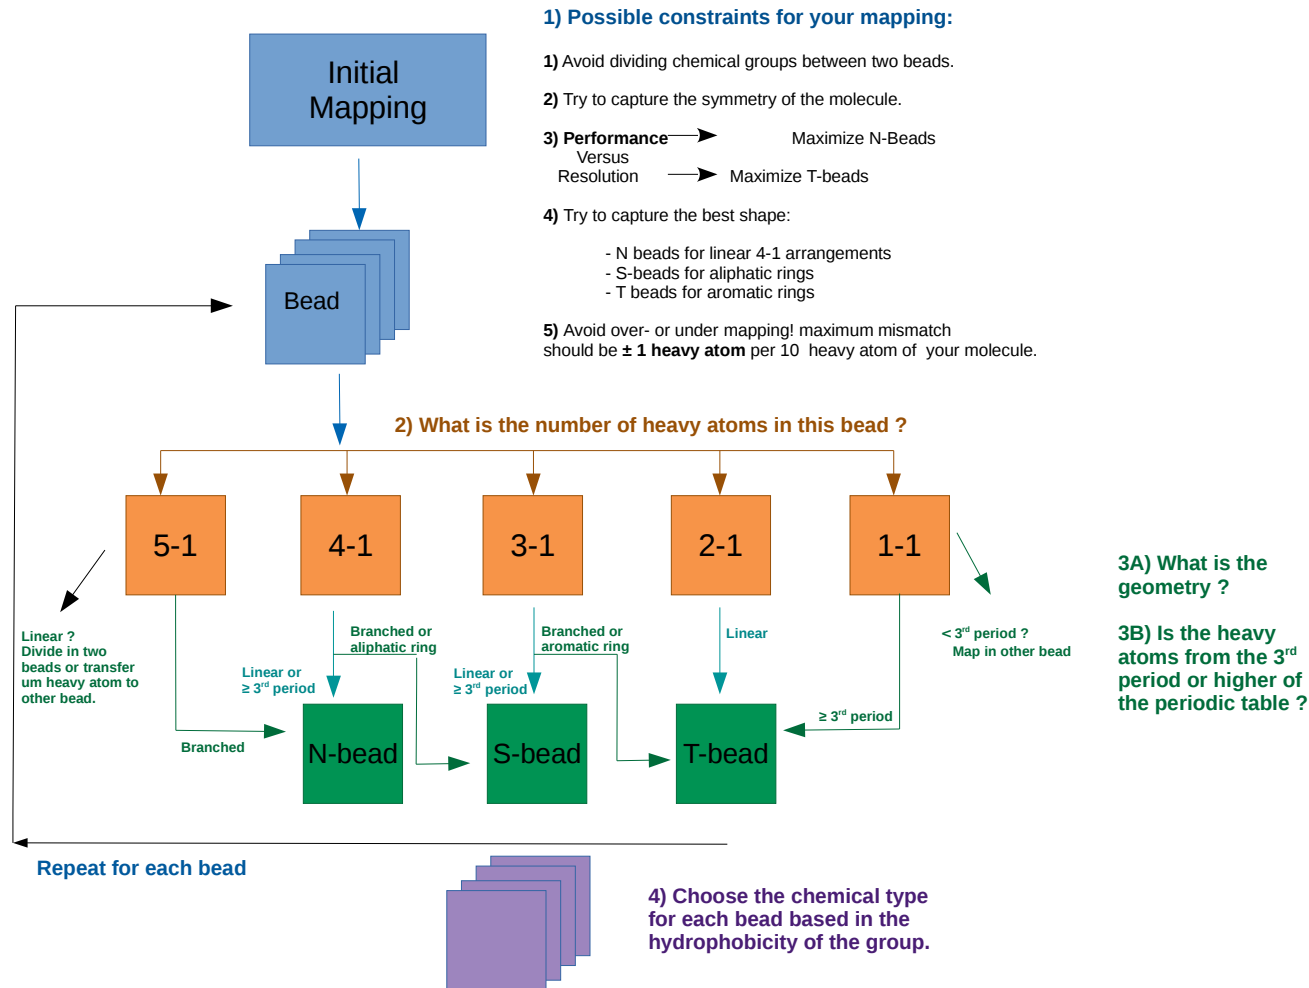 1) Possible constraints for your mapping:
Initial
Mapping
1) Avoid dividing chemical groups between two beads.
2) Try to capture the symmetry of the molecule.
3) Performance
Maximize N-Beads
Versus
Resolution
Maximize T-beads
4) Try to capture the best shape:
- N beads for linear 4-1 arrangements
- S-beads for aliphatic rings
- T beads for aromatic rings
5) Avoid over- or under mapping! maximum mismatch
should be ± 1 heavy atom per 10 heavy atom of your molecule.
Bead
2) What is the number of heavy atoms in this bead ?
5-1
4-1
3-1
2-1
1-1
3A) What is the
geometry ?
3B) Is the heavy
atoms from the 3rd
period or higher of
the periodic table ?
Linear ?
Divide in two
beads or transfer
um heavy atom to
other bead.
Branched
Linear or
≥ 3rd period
Branched or
aliphatic ring
Linear or
≥ 3rd period
Branched or
aromatic ring
Linear
≥ 3rd period
< 3rd period ?
Map in other bead
N-bead
S-bead
T-bead
Repeat for each bead
4) Choose the chemical type
for each bead based in the
hydrophobicity of the group.